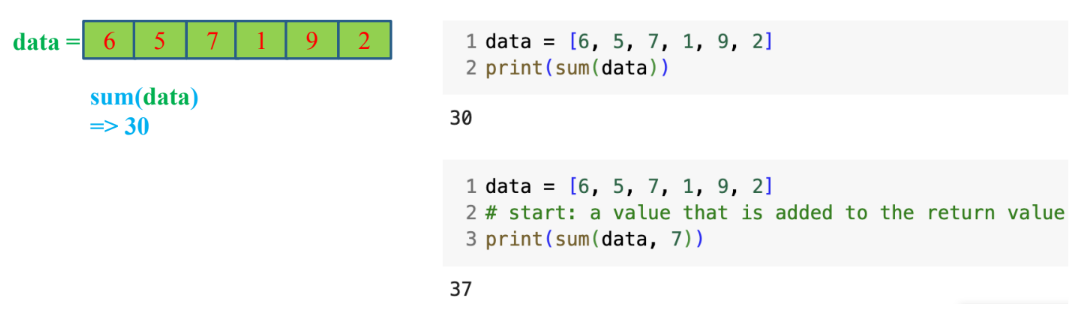 data = 6 5 7 1 9 2
sum(data)
=> 30
1 data = [6, 5, 7, 1, 9, 2]
2 print(sum(data))
30
1 data = [6, 5, 7, 1, 9, 2]
2 # start: a value that is added to the return value
3 print(sum(data, 7))
37